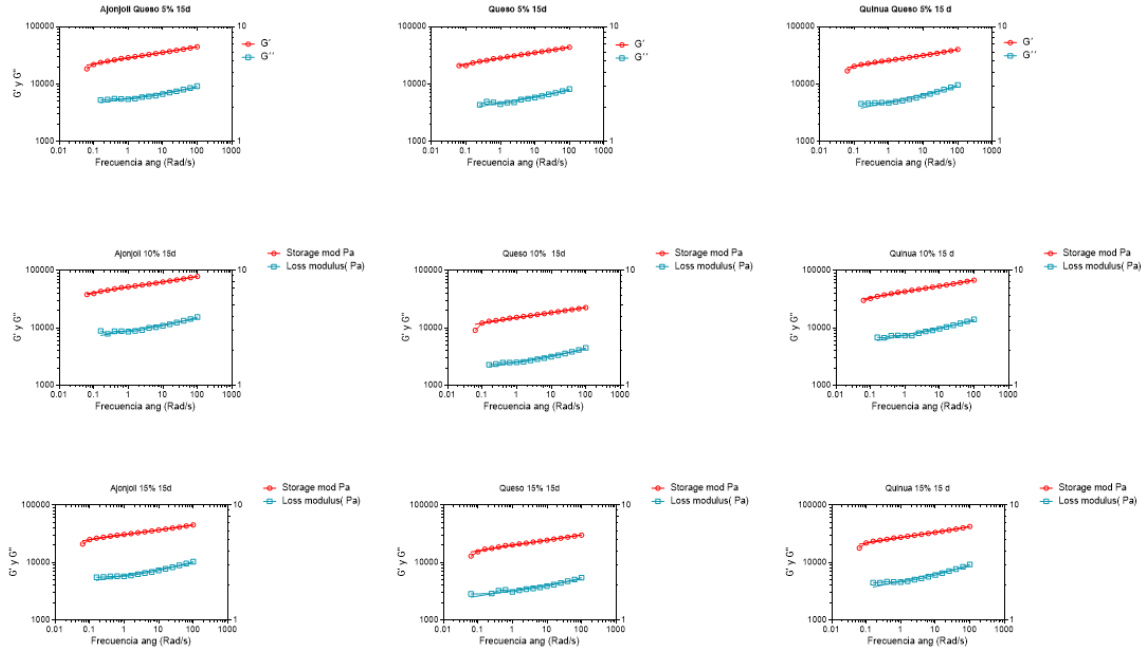 Ajonjoli Queso 5% 15d
100000
10000
1000
10
1
0.01 0.1 1 10 100 1000
G' y G"
Frecuencia ang (Rad/s)
G´
G´´
Queso 5% 15d
100000
10000
1000
10
1
0.01 0.1 1 10 100 1000
G' y G"
Frecuencia ang (Rad/s)
G´
G´´
Quinua Queso 5% 15 d
100000
10000
1000
10
1
0.01 0.1 1 10 100 1000
G' y G"
Frecuencia ang (Rad/s)
G´
G´´
Ajonjoli 10% 15d
100000
10000
1000
10
1
0.01 0.1 1 10 100 1000
G' y G"
Frecuencia ang (Rad/s)
Storage mod Pa
Loss modulus( Pa)
Queso 10% 15d
100000
10000
1000
10
1
0.01 0.1 1 10 100 1000
G' y G"
Frecuencia ang (Rad/s)
Storage mod Pa
Loss modulus( Pa)
Quinua 10% 15 d
100000
10000
1000
10
1
0.01 0.1 1 10 100 1000
G' y G"
Frecuencia ang (Rad/s)
Storage mod Pa
Loss modulus( Pa)
Ajonjoli 15% 15d
100000
10000
1000
10
1
0.01 0.1 1 10 100 1000
G' y G"
Frecuencia ang (Rad/s)
Storage mod Pa
Loss modulus( Pa)
Queso 15% 15d
100000
10000
1000
10
1
0.01 0.1 1 10 100 1000
G' y G"
Frecuencia ang (Rad/s)
Storage mod Pa
Loss modulus( Pa)
Quinua 15% 15 d
100000
10000
1000
10
1
0.01 0.1 1 10 100 1000
G' y G"
Frecuencia ang (Rad/s)
Storage mod Pa
Loss modulus( Pa)